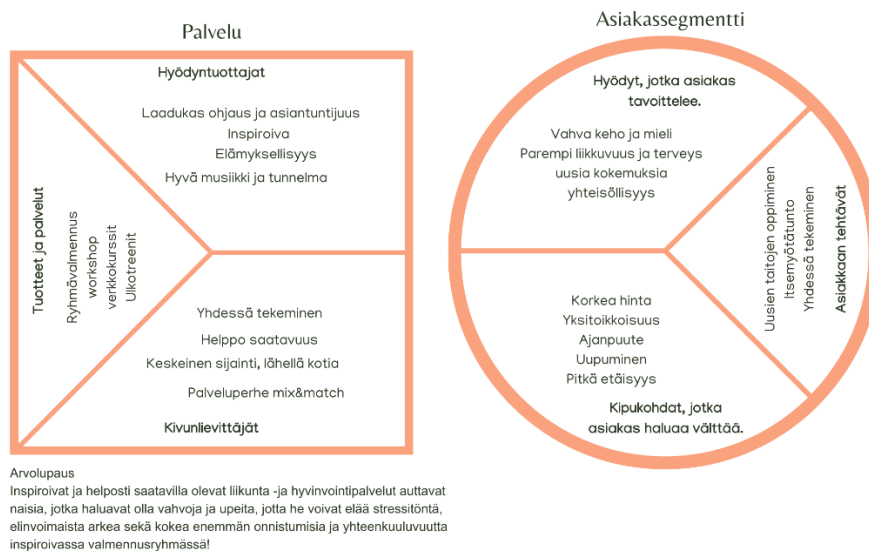 Palvelu
Hyödyntuottajat
Laadukas ohjaus ja asiantuntijuus
Inspiroiva
Elämyksellisyys
Hyvä musiikki ja tunnelma
Tuotteet ja palvelut
Ryhmävalmennus
workshop
verkkokurssit
Ulkotreenit
Yhdessä tekeminen
Helppo saatavuus
Keskeinen sijainti, lähellä kotia
Palveluperhe mix&match
Kivunlievittäjät
Asiakassegmentti
Hyödyt, jotka asiakas
tavoittelee.
Vahva keho ja mieli
Parempi liikkuvuus ja terveys
uusia kokemuksia
yhteisöllisyys
Uusien taitojen oppiminen
Itsemyötätunto
Yhdessä tekeminen
Asiakkaan tehtävät
Korkea hinta
Yksitoikkoisuus
Ajanpuute
Uupuminen
Pitkä etäisyys
Kipukohdat, jotka
asiakas haluaa välttää.
Arvolupaus
Inspiroivat ja helposti saatavilla olevat liikunta -ja hyvinvointipalvelut auttavat
naisia, jotka haluavat olla vahvoja ja upeita, jotta he voivat elää stressitöntä,
elinvoimaista arkea sekä kokea enemmän onnistumisia ja yhteenkuuluvuutta
inspiroivassa valmennusryhmässä!